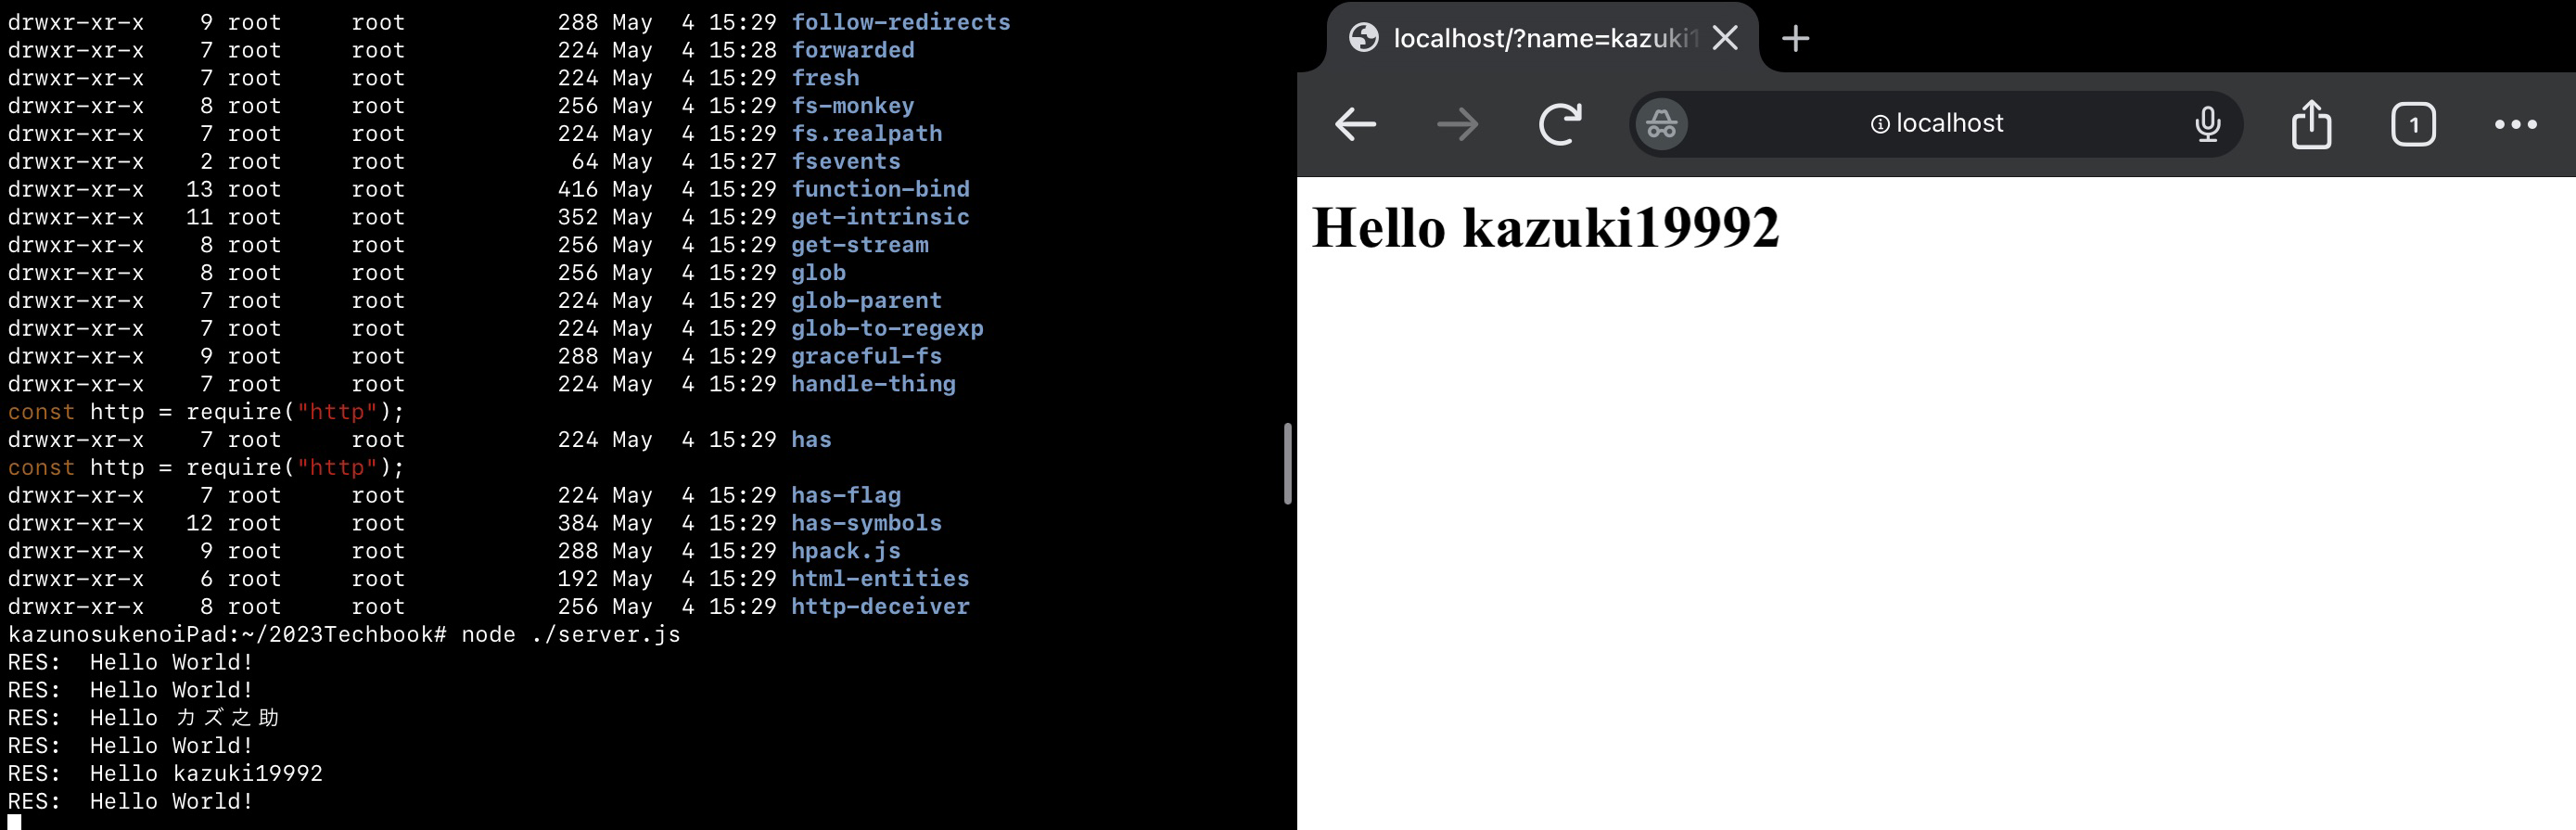 drwxr-xr-x    9 root     root           288 May  4 15:29 follow-redirects
drwxr-xr-x    7 root     root           224 May  4 15:28 forwarded
drwxr-xr-x    7 root     root           224 May  4 15:29 fresh
drwxr-xr-x    8 root     root           256 May  4 15:29 fs-monkey
drwxr-xr-x    7 root     root           224 May  4 15:29 fs.realpath
drwxr-xr-x    2 root     root            64 May  4 15:27 fsevents
drwxr-xr-x   13 root     root           416 May  4 15:29 function-bind
drwxr-xr-x   11 root     root           352 May  4 15:29 get-intrinsic
drwxr-xr-x    8 root     root           256 May  4 15:29 get-stream
drwxr-xr-x    8 root     root           256 May  4 15:29 glob
drwxr-xr-x    7 root     root           224 May  4 15:29 glob-parent
drwxr-xr-x    7 root     root           224 May  4 15:29 glob-to-regexp
drwxr-xr-x    9 root     root           288 May  4 15:29 graceful-fs
drwxr-xr-x    7 root     root           224 May  4 15:29 handle-thing
const http = require("http");
drwxr-xr-x    7 root     root           224 May  4 15:29 has
const http = require("http");
drwxr-xr-x    7 root     root           224 May  4 15:29 has-flag
drwxr-xr-x   12 root     root           384 May  4 15:29 has-symbols
drwxr-xr-x    9 root     root           288 May  4 15:29 hpack.js
drwxr-xr-x    6 root     root           192 May  4 15:29 html-entities
drwxr-xr-x    8 root     root           256 May  4 15:29 http-deceiver
kazunosukenoiPad:~/2023Techbook# node ./server.js
RES:  Hello World!
RES:  Hello World!
RES:  Hello カズ之助
RES:  Hello World!
RES:  Hello kazuki19992
RES:  Hello World!
localhost/?name=kazuki1
localhost
1
Hello kazuki19992